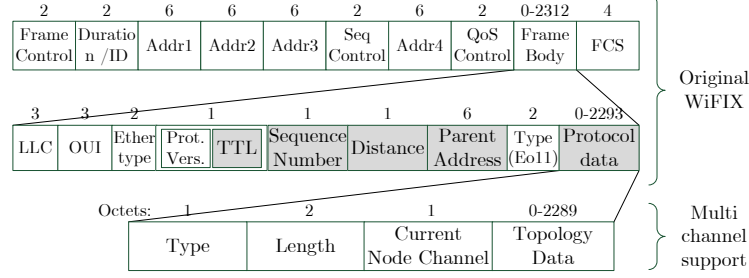 2 2 6 6 6 2 6 2 0-2312 4
Frame Control Duratio n /ID Addr1 Addr2 Addr3 Seq Control Addr4 QoS Control Frame Body FCS
Original WiFIX
3 3 2 1 1 1 6 2 0-2293
LLC OUI Ether type Prot. Vers. TTL Sequence Number Distance Parent Address Type (Eo11) Protocol data
Octets: 1 2 1 0-2289
Type Length Current Node Channel Topology Data
Multi channel support